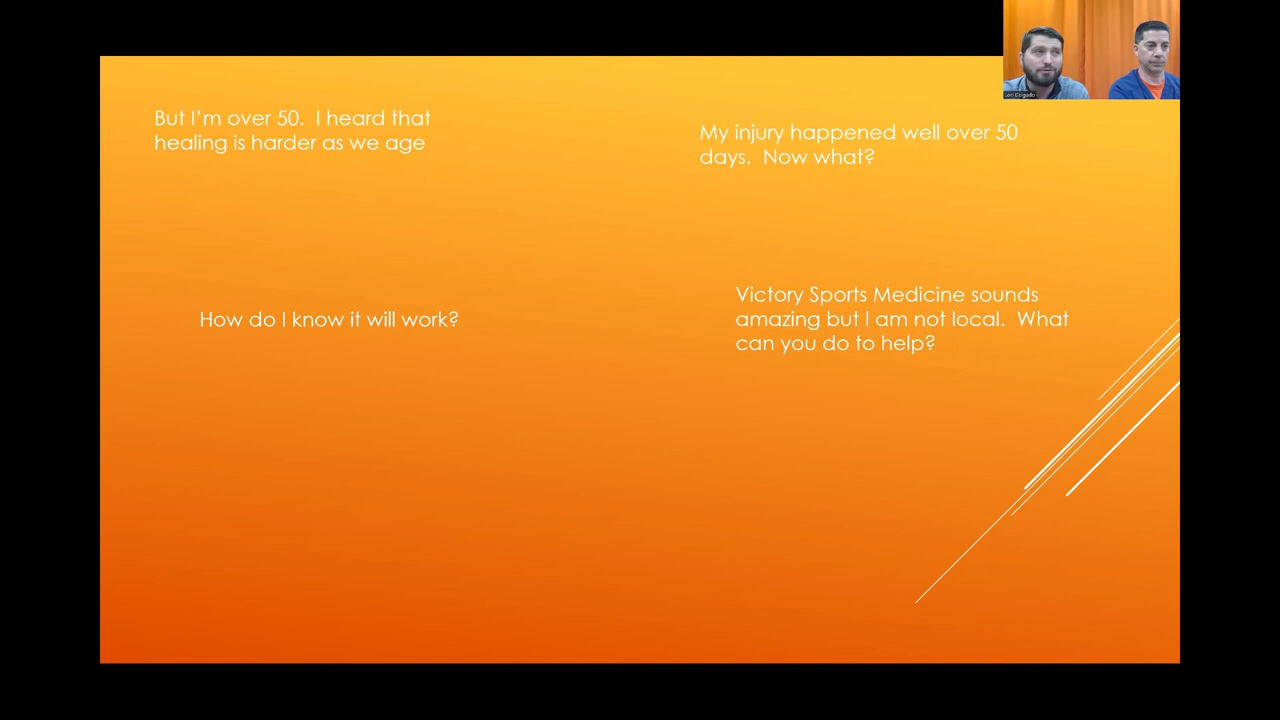 But I'm over 50.  I heard that
healing is harder as we age
My injury happened well over 50
days.  Now what?
How do I know it will work?
Victory Sports Medicine sounds
amazing but I am not local.  What
can you do to help?
Lori Delgado